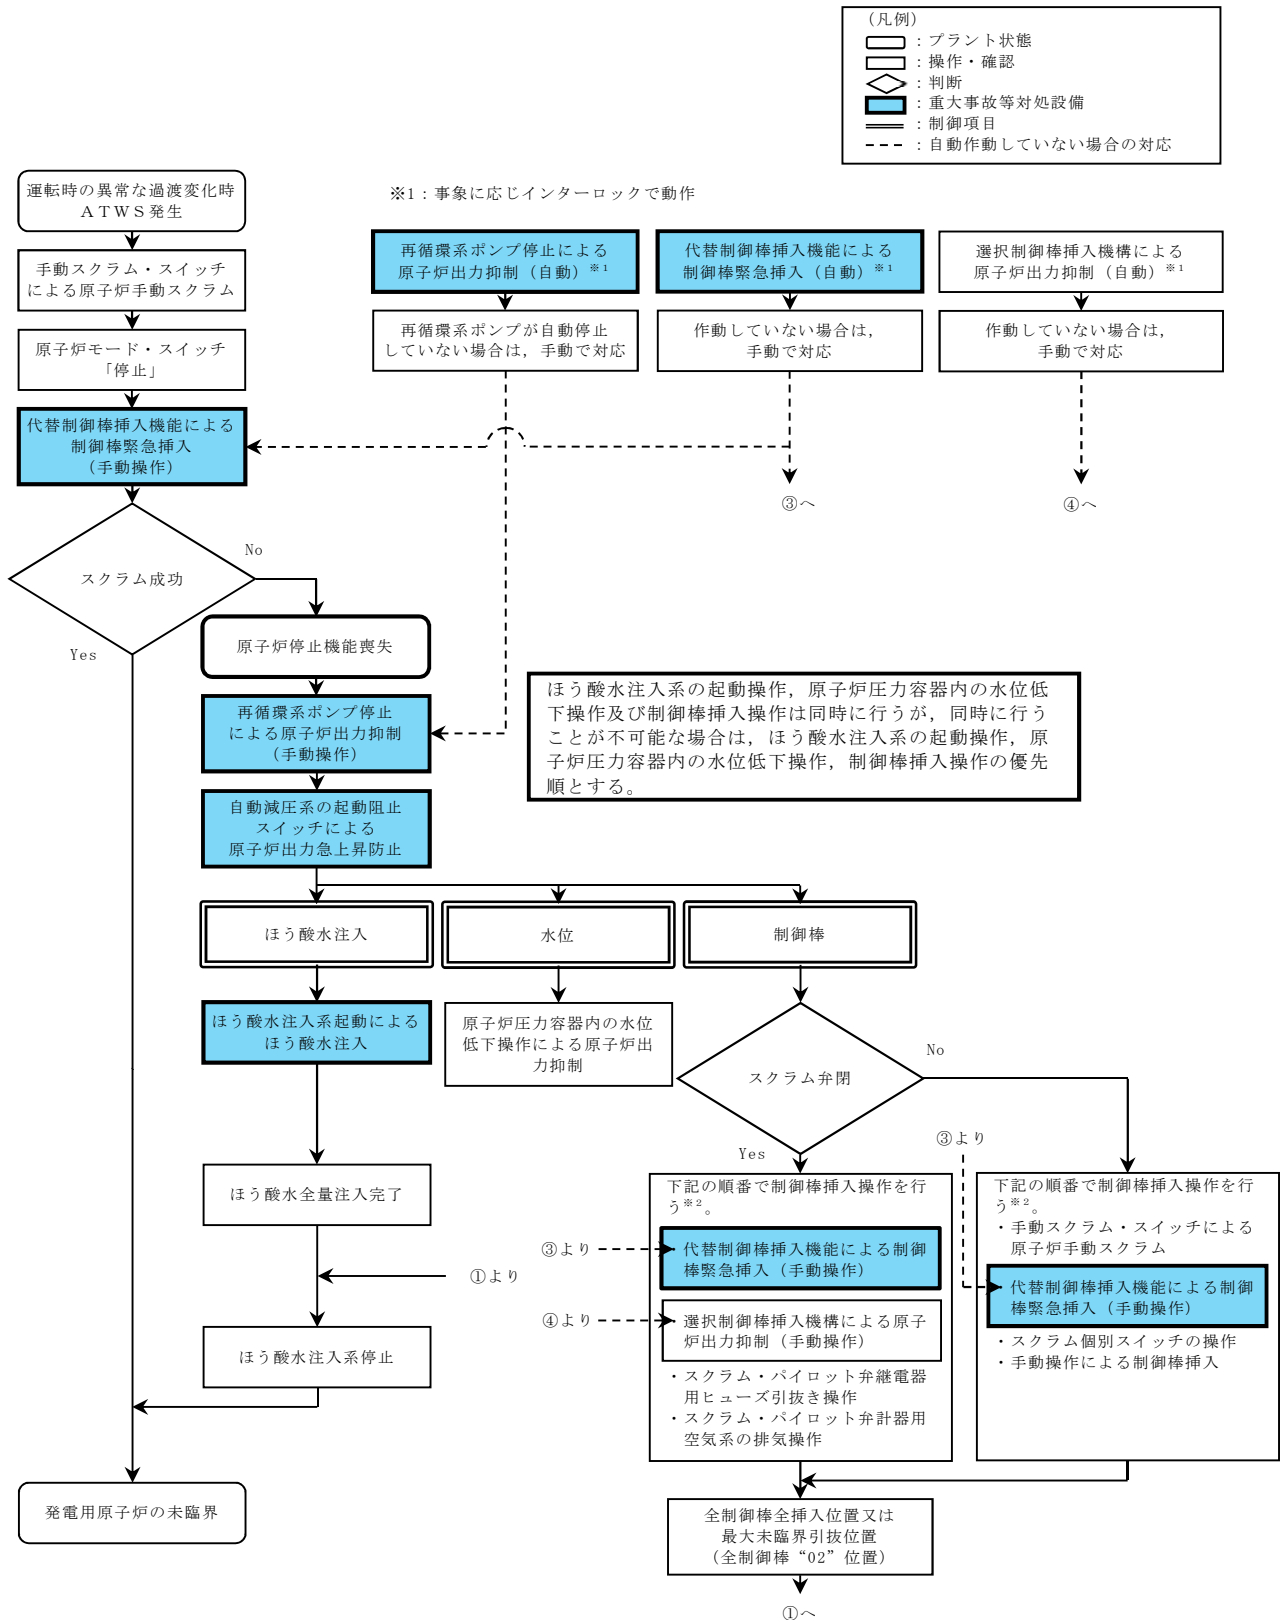 (凡例)
：プラント状態
：操作・確認
：判断
：重大事故等対処設備
：制御項目
：自動作動していない場合の対応
※1：事象に応じインターロックで動作
運転時の異常な過渡変化時
ＡＴＷＳ発生
手動スクラム・スイッチ
による原子炉手動スクラム
原子炉モード・スイッチ
「停止」
代替制御棒挿入機能による
制御棒緊急挿入
（手動操作）
スクラム成功
No
Yes
再循環系ポンプ停止による
原子炉出力抑制（自動）※1
再循環系ポンプが自動停止
していない場合は，手動で対応
代替制御棒挿入機能による
制御棒緊急挿入（自動）※1
作動していない場合は，
手動で対応
③へ
選択制御棒挿入機構による
原子炉出力抑制（自動）※1
作動していない場合は，
手動で対応
④へ
原子炉停止機能喪失
再循環系ポンプ停止
による原子炉出力抑制
（手動操作）
自動減圧系の起動阻止
スイッチによる
原子炉出力急上昇防止
ほう酸水注入系の起動操作，原子炉圧力容器内の水位低
下操作及び制御棒挿入操作は同時に行うが，同時に行う
ことが不可能な場合は，ほう酸水注入系の起動操作，原
子炉圧力容器内の水位低下操作，制御棒挿入操作の優先
順とする。
ほう酸水注入
水位
制御棒
ほう酸水注入系起動による
ほう酸水注入
原子炉圧力容器内の水位
低下操作による原子炉出
力抑制
スクラム弁閉
No
Yes
ほう酸水全量注入完了
①より
ほう酸水注入系停止
発電用原子炉の未臨界
③より
④より
下記の順番で制御棒挿入操作を行
う※2。
・代替制御棒挿入機能による制御
棒緊急挿入（手動操作）
・選択制御棒挿入機構による原子
炉出力抑制（手動操作）
・スクラム・パイロット弁継電器
用ヒューズ引抜き操作
・スクラム・パイロット弁計器用
空気系の排気操作
③より
下記の順番で制御棒挿入操作を行
う※2。
・手動スクラム・スイッチによる
原子炉手動スクラム
・代替制御棒挿入機能による制御
棒緊急挿入（手動操作）
・スクラム個別スイッチの操作
・手動操作による制御棒挿入
全制御棒全挿入位置又は
最大未臨界引抜位置
（全制御棒“02”位置）
①へ